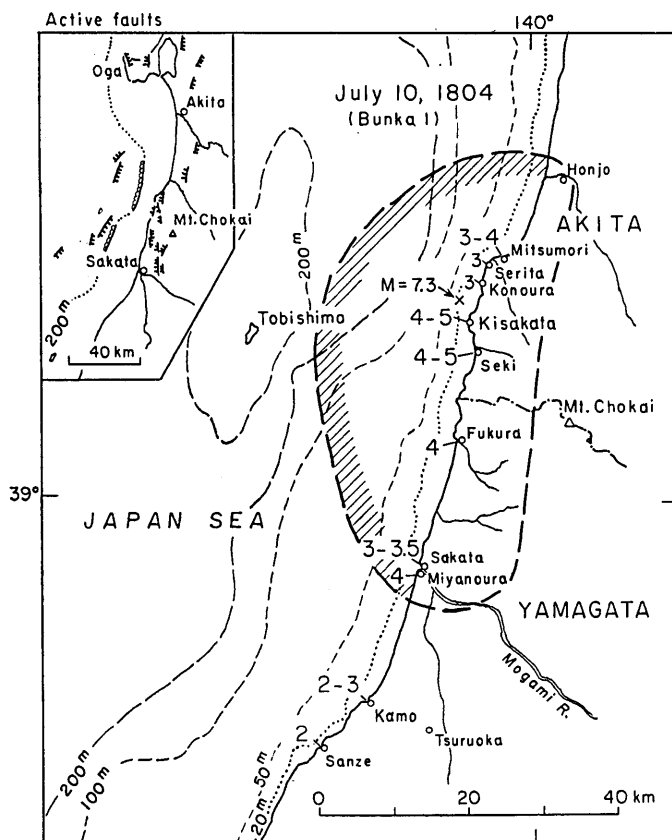 Active faults
140°
Oga
Akita
Mt. Chokai
Sakata
200m
40 km
July 10, 1804
(Bunka 1)
Honjo
AKITA
3-4
Mitsumori
3
Serita
3
Konoura
M=7.3
200m
4-5
Kisakata
Tobishima
4-5
Seki
Mt. Chokai
4
Fukura
39°
JAPAN SEA
3-3.5
Sakata
4
Miyanoura
YAMAGATA
Mogami R.
2-3
Kamo
2
Tsuruoka
Sanze
200m
100m
50m
20m
0 20 40 km